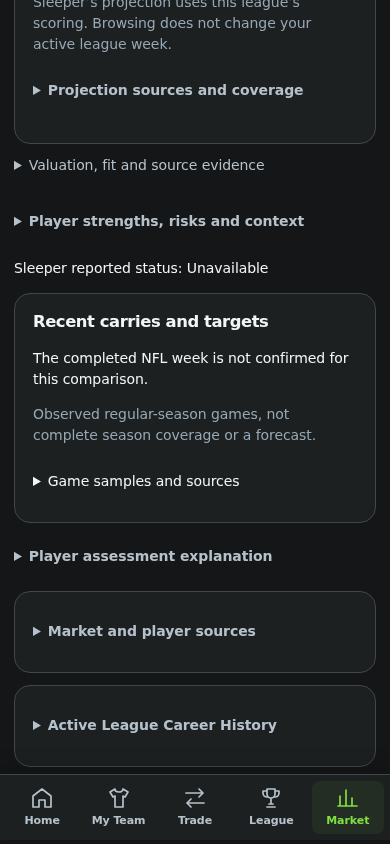 Sleeper's projection uses this league's
scoring. Browsing does not change your
active league week.
Projection sources and coverage
Valuation, fit and source evidence
Player strengths, risks and context
Sleeper reported status: Unavailable
Recent carries and targets
The completed NFL week is not confirmed for
this comparison.
Observed regular-season games, not
complete season coverage or a forecast.
Game samples and sources
Player assessment explanation
Market and player sources
Active League Career History
Home
My Team
Trade
League
Market